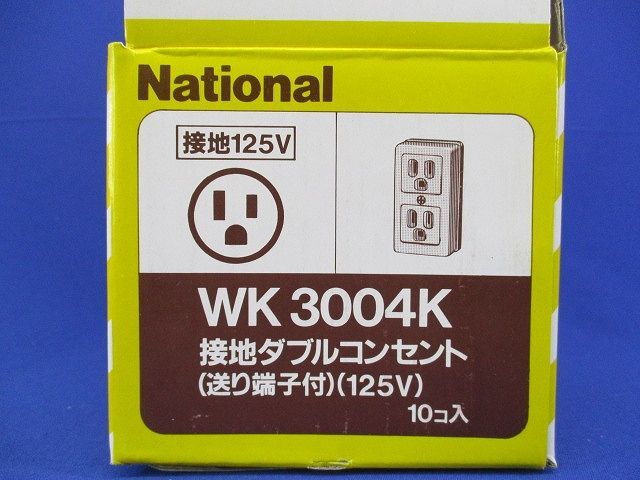 National
接地125V
WK 3004K
接地ダブルコンセント
(送り端子付)(125V)
10コ入